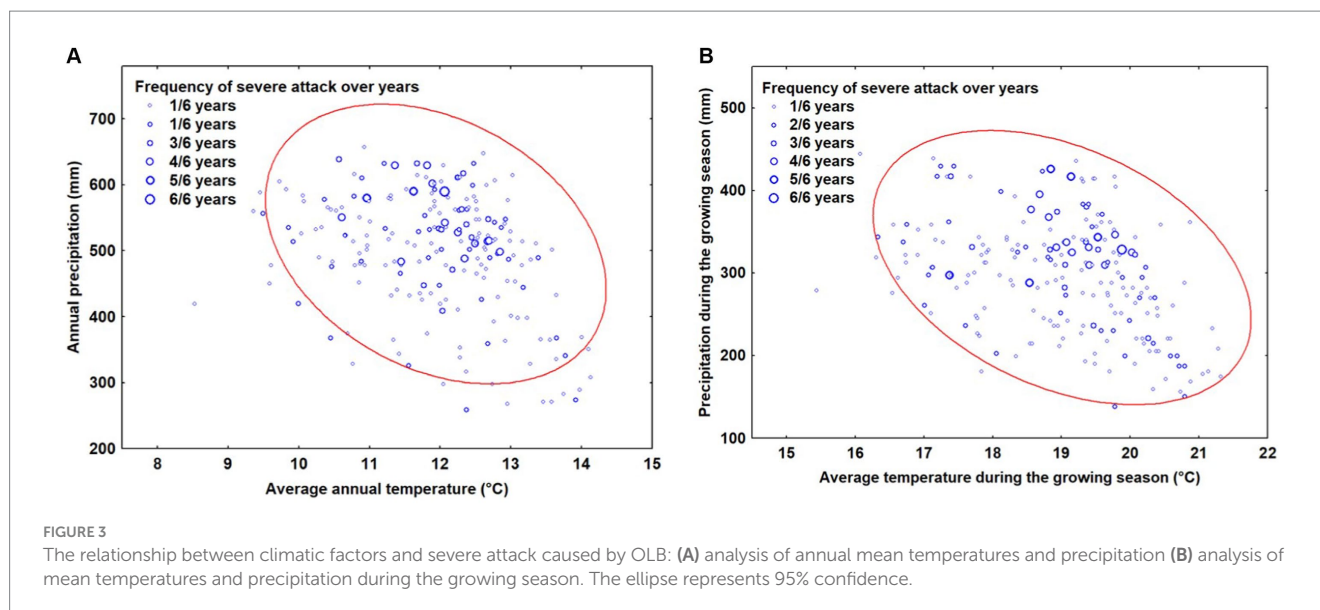 A
Frequency of severe attack over years
1/6 years
1/6 years
3/6 years
4/6 years
5/6 years
6/6 years
700
600
500
400
300
200
Annual precipitation (mm)
8 9 10 11 12 13 14 15
Average annual temperature (°C)
B
Frequency of severe attack over years
1/6 years
2/6 years
3/6 years
4/6 years
5/6 years
6/6 years
500
400
300
200
100
Precipitation during the growing season (mm)
15 16 17 18 19 20 21 22
Average temperature during the growing season (°C)
FIGURE 3
The relationship between climatic factors and severe attack caused by OLB: (A) analysis of annual mean temperatures and precipitation (B) analysis of
mean temperatures and precipitation during the growing season. The ellipse represents 95% confidence.